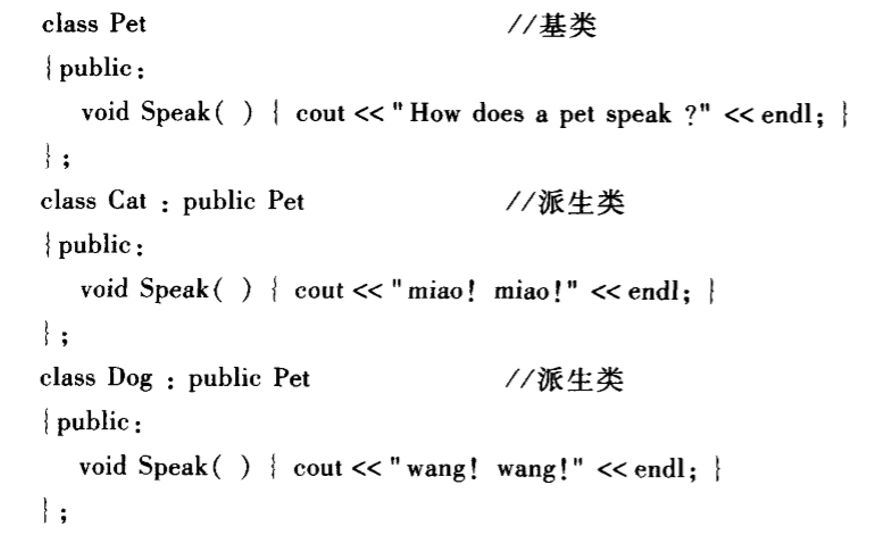 class Pet //基类
{public:
void Speak( ) { cout << "How does a pet speak ?" << endl; }
};
class Cat : public Pet //派生类
{public:
void Speak( ) { cout << "miao! miao!" << endl; }
};
class Dog : public Pet //派生类
{public:
void Speak( ) { cout << "wang! wang!" << endl; }
};